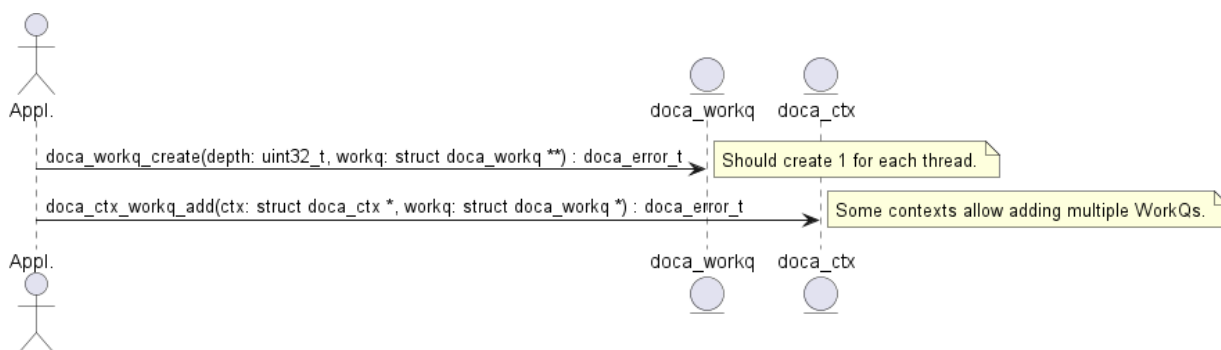 Appl.
doca_workq
doca_ctx
doca_workq_create(depth: uint32_t, workq: struct doca_workq **) : doca_error_t
Should create 1 for each thread.
doca_ctx_workq_add(ctx: struct doca_ctx *, workq: struct doca_workq *) : doca_error_t
Some contexts allow adding multiple WorkQs.
Appl.
doca_workq
doca_ctx